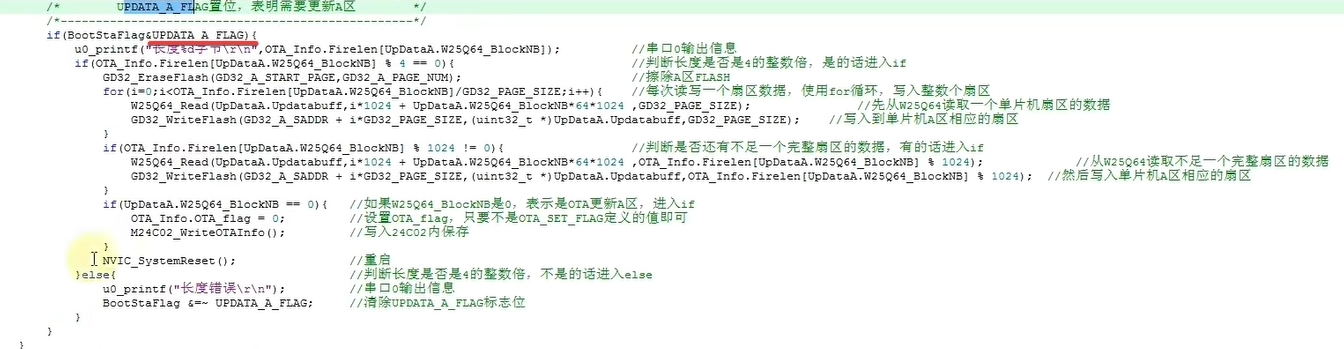 /*        UPDATA_A_FLAG置位，表明需要更新A区        */
/*--------------------------------------------------*/
if(BootStaFlag&UPDATA_A_FLAG){
u0_printf("长度%d字节\r\n",OTA_Info.Firelen[UpDataA.W25Q64_BlockNB]);  //串口0输出信息
if(OTA_Info.Firelen[UpDataA.W25Q64_BlockNB] % 4 == 0){  //判断长度是否是4的整数倍，是的话进入if
GD32_EraseFlash(GD32_A_START_PAGE,GD32_A_PAGE_NUM);  //擦除A区FLASH
for(i=0;i<OTA_Info.Firelen[UpDataA.W25Q64_BlockNB]/GD32_PAGE_SIZE;i++){  //每次读写一个扇区数据，使用for循环，写入整数个扇区
W25Q64_Read(UpDataA.Updatabuff,i*1024 + UpDataA.W25Q64_BlockNB*64*1024 ,GD32_PAGE_SIZE);  //先从W25Q64读取一个单片机扇区的数据
GD32_WriteFlash(GD32_A_SADDR + i*GD32_PAGE_SIZE,(uint32_t *)UpDataA.Updatabuff,GD32_PAGE_SIZE);  //写入到单片机A区相应的扇区
}
if(OTA_Info.Firelen[UpDataA.W25Q64_BlockNB] % 1024 != 0){  //判断是否还有不足一个完整扇区的数据，有的话进入if
W25Q64_Read(UpDataA.Updatabuff,i*1024 + UpDataA.W25Q64_BlockNB*64*1024 ,OTA_Info.Firelen[UpDataA.W25Q64_BlockNB] % 1024);  //从W25Q64读取不足一个完整扇区的数据
GD32_WriteFlash(GD32_A_SADDR + i*GD32_PAGE_SIZE,(uint32_t *)UpDataA.Updatabuff,OTA_Info.Firelen[UpDataA.W25Q64_BlockNB] % 1024);  //然后写入单片机A区相应的扇区
}
if(UpDataA.W25Q64_BlockNB == 0){  //如果W25Q64_BlockNB是0，表示是OTA更新A区，进入if
OTA_Info.OTA_flag = 0;  //设置OTA_flag，只要不是OTA_SET_FLAG定义的值即可
M24C02_WriteOTAInfo();  //写入24C02内保存
}
NVIC_SystemReset();  //重启
}else{  //判断长度是否是4的整数倍，不是的话进入else
u0_printf("长度错误\r\n");  //串口0输出信息
BootStaFlag &=~ UPDATA_A_FLAG;  //清除UPDATA_A_FLAG标志位
}
}
}